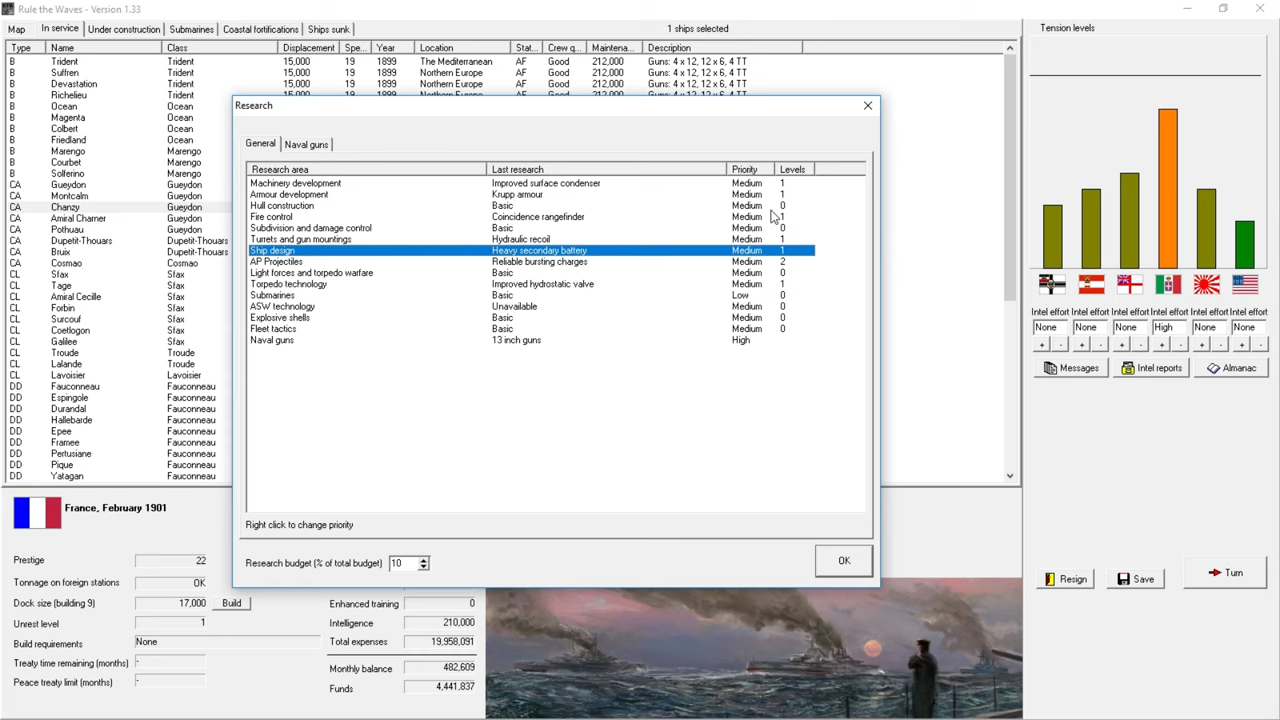 Rule the Waves - Version 1.33
Map In service Under construction Submarines Coastal fortifications Ships sunk 1 ships selected
Type Name Class Displacement Spe... Year Location Stat... Crew q... Maintena... Description
B Trident Trident 15,000 19 1899 The Mediterranean AF Good 212,000 Guns: 4 x 12, 12 x 6, 4 TT
B Suffren Trident 15,000 19 1899 Northern Europe AF Good 212,000 Guns: 4 x 12, 12 x 6, 4 TT
B Devastation Trident 15,000 19 1899 Northern Europe AF Good 212,000 Guns: 4 x 12, 12 x 6, 4 TT
B Richelieu Trident 15,000 19 1899 Northern Europe AF Good 212,000 Guns: 4 x 12, 12 x 6, 4 TT
B Ocean Ocean
B Magenta Ocean
B Colbert Ocean
B Friedland Ocean
B Marengo Marengo
B Courbet Marengo
B Emperor Marengo
CA Gueydon Gueydon
CA Montcalm Gueydon
CA Chanzy Gueydon
CA Amiral Charner Gueydon
CA Pothuau Gueydon
CA Dupetit-Thouars Dupetit-Thouars
CA Bruix Dupetit-Thouars
CA Cosmao Dupetit-Thouars
CL Sfax Sfax
CL Tage Sfax
CL Amiral Cecille Sfax
CL Forbin Sfax
CL Surcouf Sfax
CL Coetlogon Sfax
CL Galilee Sfax
CL Troude Troude
CL Lalande Troude
CL Lavoisier Lavoisier
DD Fauconneau Fauconneau
DD Espingole Fauconneau
DD Durandal Fauconneau
DD Hallebarde Fauconneau
DD Epee Fauconneau
DD Framee Fauconneau
DD Pertusiane Fauconneau
DD Pique Fauconneau
DD Yatagan Fauconneau
Research
General Naval guns
Research area Last research Priority Levels
Machinery development Improved surface condenser Medium 1
Armour development Krupp armour Medium 1
Hull construction Basic Medium 0
Fire control Coincidence rangefinder Medium 1
Subdivision and damage control Basic Medium 0
Turrets and gun mountings Hydraulic recoil Medium 1
Ship design Heavy secondary battery Medium 1
AP Projectiles Reliable bursting charges Medium 2
Light forces and torpedo warfare Basic Medium 0
Torpedo technology Improved hydrostatic valve Medium 1
Submarines Basic Low 0
ASW technology Unavailable Medium 0
Explosive shells Basic Medium 0
Fleet tactics Basic Medium 0
Naval guns 13 inch guns High
Right click to change priority
Research budget (% of total budget) 10
OK
Tension levels
Intel effort Intel effort Intel effort Intel effort Intel effort Intel effort
None None None High None None
+ - + - + - + - + - + -
Messages Intel reports Almanac
Resign Save Turn
France, February 1901
Prestige 22
Tonnage on foreign stations OK
Dock size (building 9) 17,000 Build
Unrest level 1
Build requirements None
Treaty time remaining (months) -
Peace treaty limit (months) -
Enhanced training 0
Intelligence 210,000
Total expenses 19,958,091
Monthly balance 482,609
Funds 4,441,837